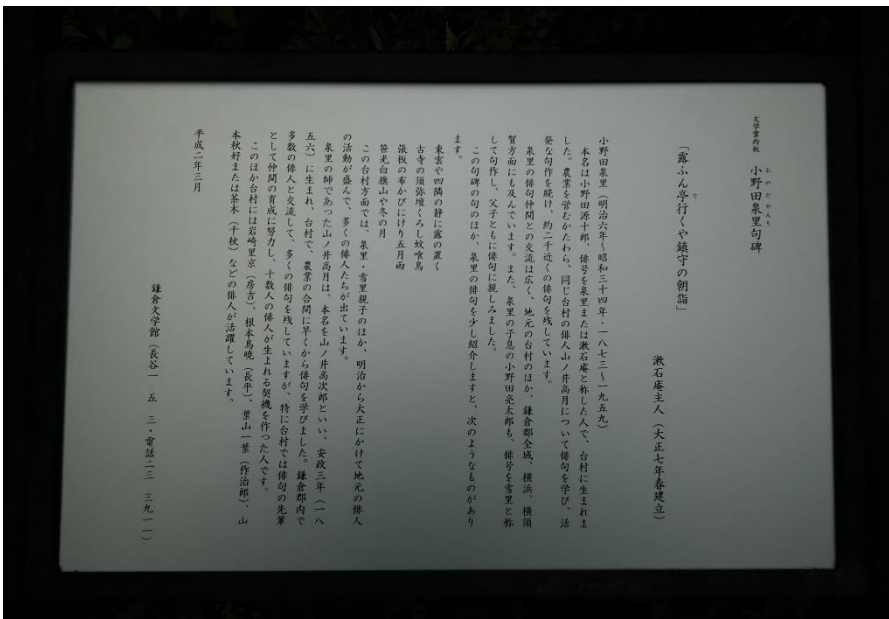 文学案内板
小野田泉里句碑
おのだせんり
「露ふん亭行くや鎮守の朝詣」
で
漱石庵主人(大正七年春建立)
小野田泉里(明治六年〜昭和三十四年・一八七三〜一九五九)
本名は小野田源十郎、俳号を泉里または漱石庵と称した人で、台村に生まれま
した。農業を営むかたわら、同じ台村の俳人山ノ井高月について俳句を学び、活
発な句作を続け、約二千近くの俳句を残しています。
泉里の俳句仲間との交流は広く、地元の台村のほか、鎌倉郡全域、横浜、横須
賀方面にも及んでいます。また、泉里の子息の小野田亮太郎も、俳号を雪里と称
して句作し、父子ともに俳句に親しみました。
この句碑の句のほか、泉里の俳句を少し紹介しますと、次のようなものがあり
ます。
東雲や四隣の静に露の置く
古寺の須弥壇くろし蚊喰鳥
張板の布かびにけり五月雨
笹光白旗山や冬の月
この台村方面では、泉里・雪里親子のほか、明治から大正にかけて地元の俳人
の活動が盛んで、多くの俳人たちが出ています。
泉里の師であった山ノ井高月は、本名を山ノ井高次郎といい、安政三年(一八
五六)に生まれ、台村で、農業の合間に早くから俳句を学びました。鎌倉郡内で
多数の俳人と交流して、多くの俳句を残していますが、特に台村では俳句の先輩
として仲間の育成に努力し、十数人の俳人が生まれる契機を作った人です。
このほか台村には岩崎里京(房吉)、根本鳥暁(長平)、葉山一葉(作治郎)、山
本秋好または茶木(千秋)などの俳人が活躍しています。
平成二年三月
鎌倉文学館(長谷一 五 三・電話二三 三九一一)